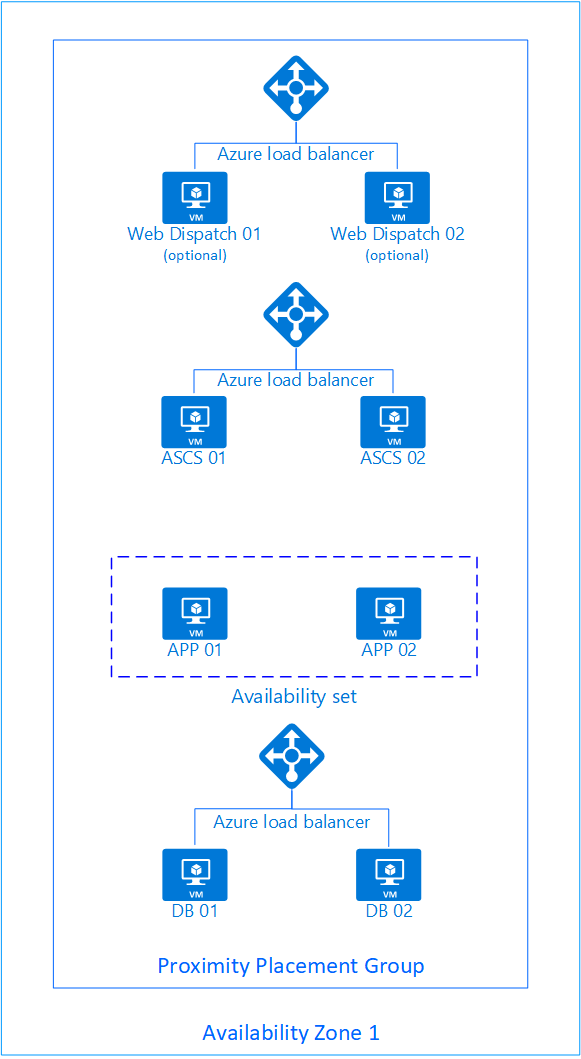 Azure load balancer
VM
VM
Web Dispatch 01
Web Dispatch 02
(optional)
(optional)
Azure load balancer
VM
VM
ASCS 01
ASCS 02
VM
VM
APP 01
APP 02
Availability set
Azure load balancer
VM
VM
DB 01
DB 02
Proximity Placement Group
Availability Zone 1